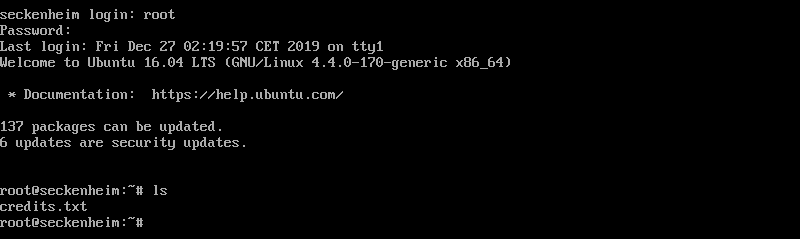 seckenheim login: root
Password:
Last login: Fri Dec 27 02:19:57 CET 2019 on tty1
Welcome to Ubuntu 16.04 LTS (GNU/Linux 4.4.0-170-generic x86_64)
* Documentation:  https://help.ubuntu.com/
137 packages can be updated.
6 updates are security updates.
root@seckenheim:~# ls
credits.txt
root@seckenheim:~#